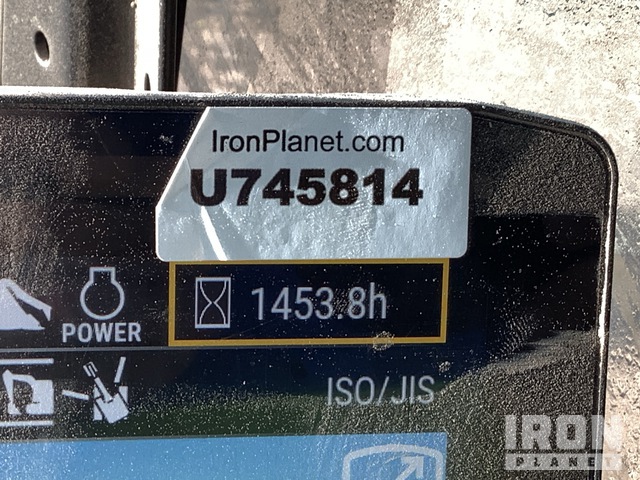 IronPlanet.com
U745814
1453.8h
POWER
ISO/JIS
IRON
PLANET